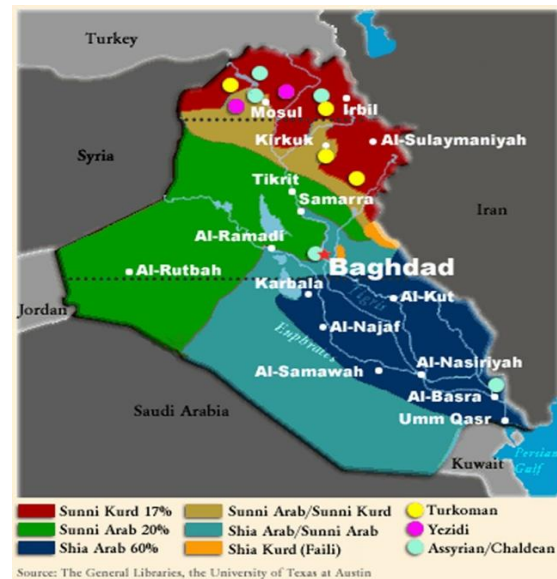 Turkey
Syria
Iran
Jordan
Saudi Arabia
Kuwait
Persian
Gulf
Mosul
Irbil
Kirkuk
Al-Sulaymaniyah
Tikrit
Samarra
Al-Ramadi
Al-Rutbah
Baghdad
Karbala
Tigris
Al-Kut
Al-Najaf
Euphrates
Al-Nasiriyah
Al-Samawah
Al-Basra
Umm Qasr
Sunni Kurd 17%
Sunni Arab/Sunni Kurd
Turkoman
Sunni Arab 20%
Shia Arab/Sunni Arab
Yezidi
Shia Arab 60%
Shia Kurd (Faili)
Assyrian/Chaldean
Source: The General Libraries, the University of Texas at Austin